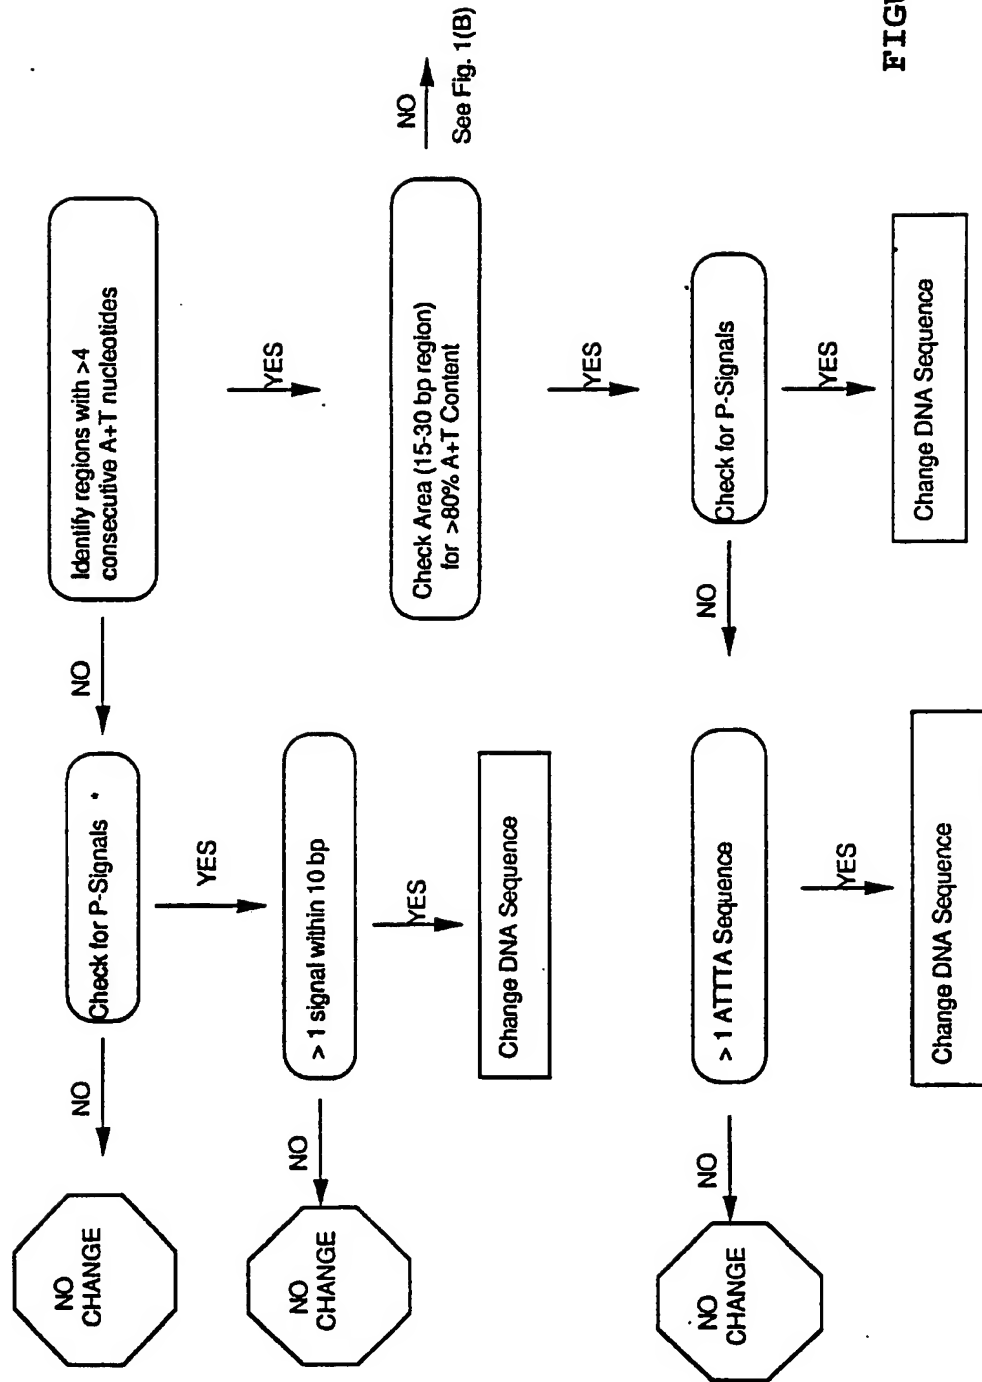 NO
CHANGE
NO
Check for P-Signals *
NO
Identify regions with >4
consecutive A+T nucleotides
YES
YES
NO
CHANGE
NO
> 1 signal within 10 bp
YES
Check Area (15-30 bp region)
for >80% A+T Content
NO
See Fig. 1(B)
Change DNA Sequence
YES
NO
CHANGE
NO
> 1 ATTTA Sequence
NO
Check for P-Signals
YES
YES
Change DNA Sequence
Change DNA Sequence